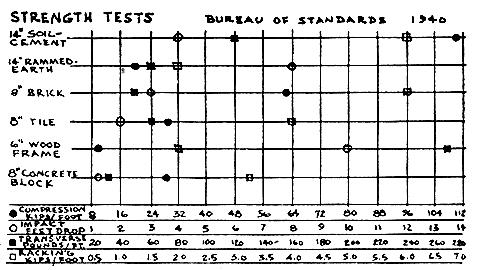 STRENGTH TESTS BUREAU OF STANDARDS 1940
14" SOIL-
CEMENT
14" RAMMED-
EARTH
8" BRICK
8" TILE
6" WOOD
FRAME
8" CONCRETE
BLOCK
COMPRESSION
KIPS/FOOT 8 16 24 32 40 48 56 64 72 80 88 96 104 112
IMPACT
FEET DROP 1 2 3 4 5 6 7 8 9 10 11 12 13 14
TRANSVERSE
POUNDS/FT. 20 40 60 80 100 120 140 160 180 200 220 240 260 280
RACKING
KIPS/FOOT 0.5 1.0 1.5 2.0 2.5 3.0 3.5 4.0 4.5 5.0 5.5 6.0 6.5 7.0